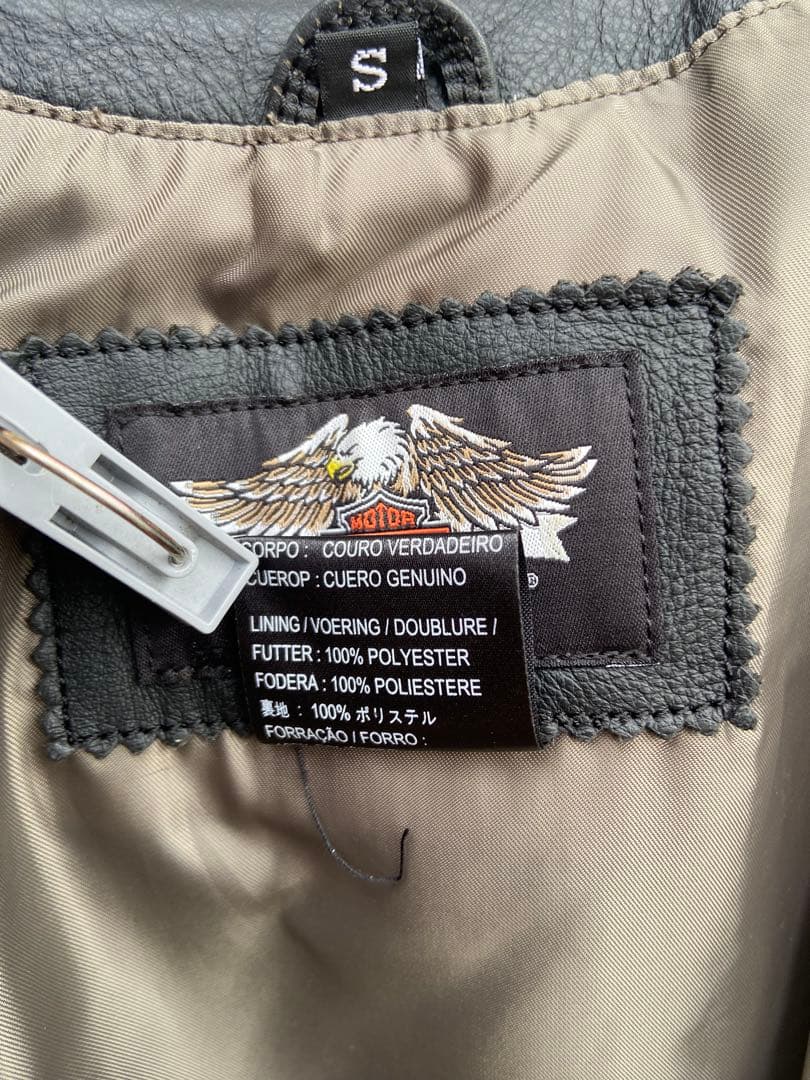 S
MOTOR
CORPO : COURO VERDADEIRO
CUEROP : CUERO GENUINO
LINING / VOERING / DOUBLURE /
FUTTER : 100% POLYESTER
FODERA : 100% POLIESTERE
裏地 : 100% ポリステル
FORRAÇÃO / FORRO :
®